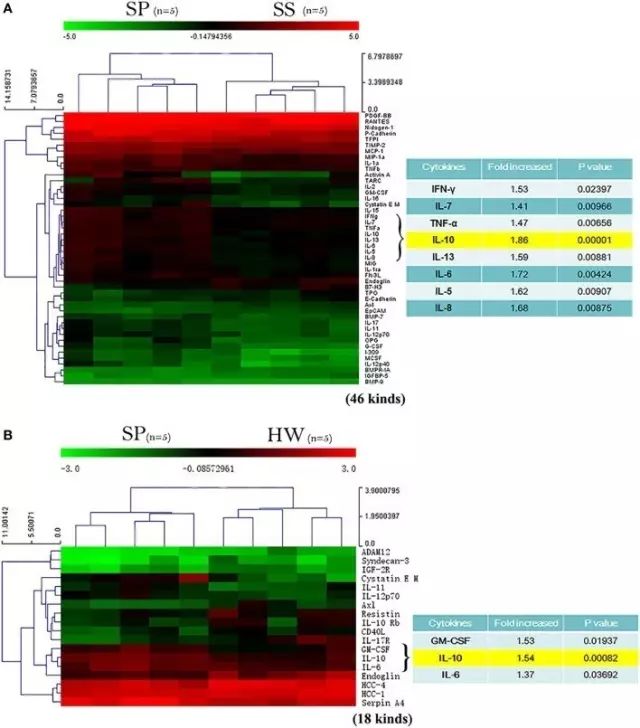 A
SP (n=5) SS (n=5)
-5.0 -0.14794356 5.0
14.158731
7.0793657
0.0
6.7978697
3.3989348
0.0
PDGF-BB
RANTES
Nidogen-1
P-Cadherin
TFPI
TIMP-2
MCP-1
MIP-1a
IL-1a
TNFb
Activin A
TARC
IL-2
GM-CSF
IL-16
Cystatin E M
IL-15
IFNg
IL-7
TNFa
IL-10
IL-13
IL-6
IL-5
IL-8
MIG
IL-1ra
Flt-3L
Endoglin
B7-H3
TPO
E-Cadherin
Axl
EpCAM
BMP-7
IL-17
IL-11
IL-12p70
OPG
G-CSF
I-309
MCSF
IL-12p40
BMPR-IA
IGFBP-5
BMP-9
(46 kinds)
Cytokines Fold increased P value
IFN-γ 1.53 0.02397
IL-7 1.41 0.00966
TNF-α 1.47 0.00656
IL-10 1.86 0.00001
IL-13 1.59 0.00881
IL-6 1.72 0.00424
IL-5 1.62 0.00907
IL-8 1.68 0.00875
B
SP (n=5) HW (n=5)
-3.0 -0.08572961 3.0
11.00142
5.50071
0.0
3.9000795
1.9500397
0.0
ADAM12
Syndecan-3
IGF-2R
Cystatin E M
IL-11
IL-12p70
Axl
Resistin
IL-10 Rb
CD40L
IL-17R
GM-CSF
IL-10
IL-6
Endoglin
HCC-4
HCC-1
Serpin A4
(18 kinds)
Cytokines Fold increased P value
GM-CSF 1.53 0.01937
IL-10 1.54 0.00082
IL-6 1.37 0.03692